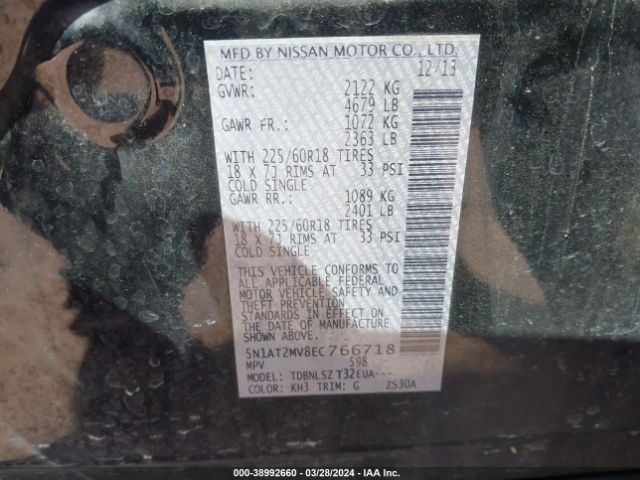 MFD BY NISSAN MOTOR CO., LTD.
DATE: 12/13
GVWR: 2122 KG
4679 LB
GAWR FR.: 1072 KG
2363 LB
WITH 225/60R18 TIRES
18 X 7J RIMS AT 33 PSI
COLD SINGLE
GAWR RR.: 1089 KG
2401 LB
WITH 225/60R18 TIRES
18 X 7J RIMS AT 33 PSI
COLD SINGLE
THIS VEHICLE CONFORMS TO
ALL APPLICABLE FEDERAL
MOTOR VEHICLE SAFETY AND
THEFT PREVENTION
STANDARDS IN EFFECT ON
THE DATE OF MANUFACTURE
SHOWN ABOVE.
5N1AT2MV8EC766718
MPV 598
MODEL: TDBNLSZ T32EUA---
COLOR: KH3 TRIM: G ZS30A
000-38992660 - 03/28/2024 - IAA Inc.